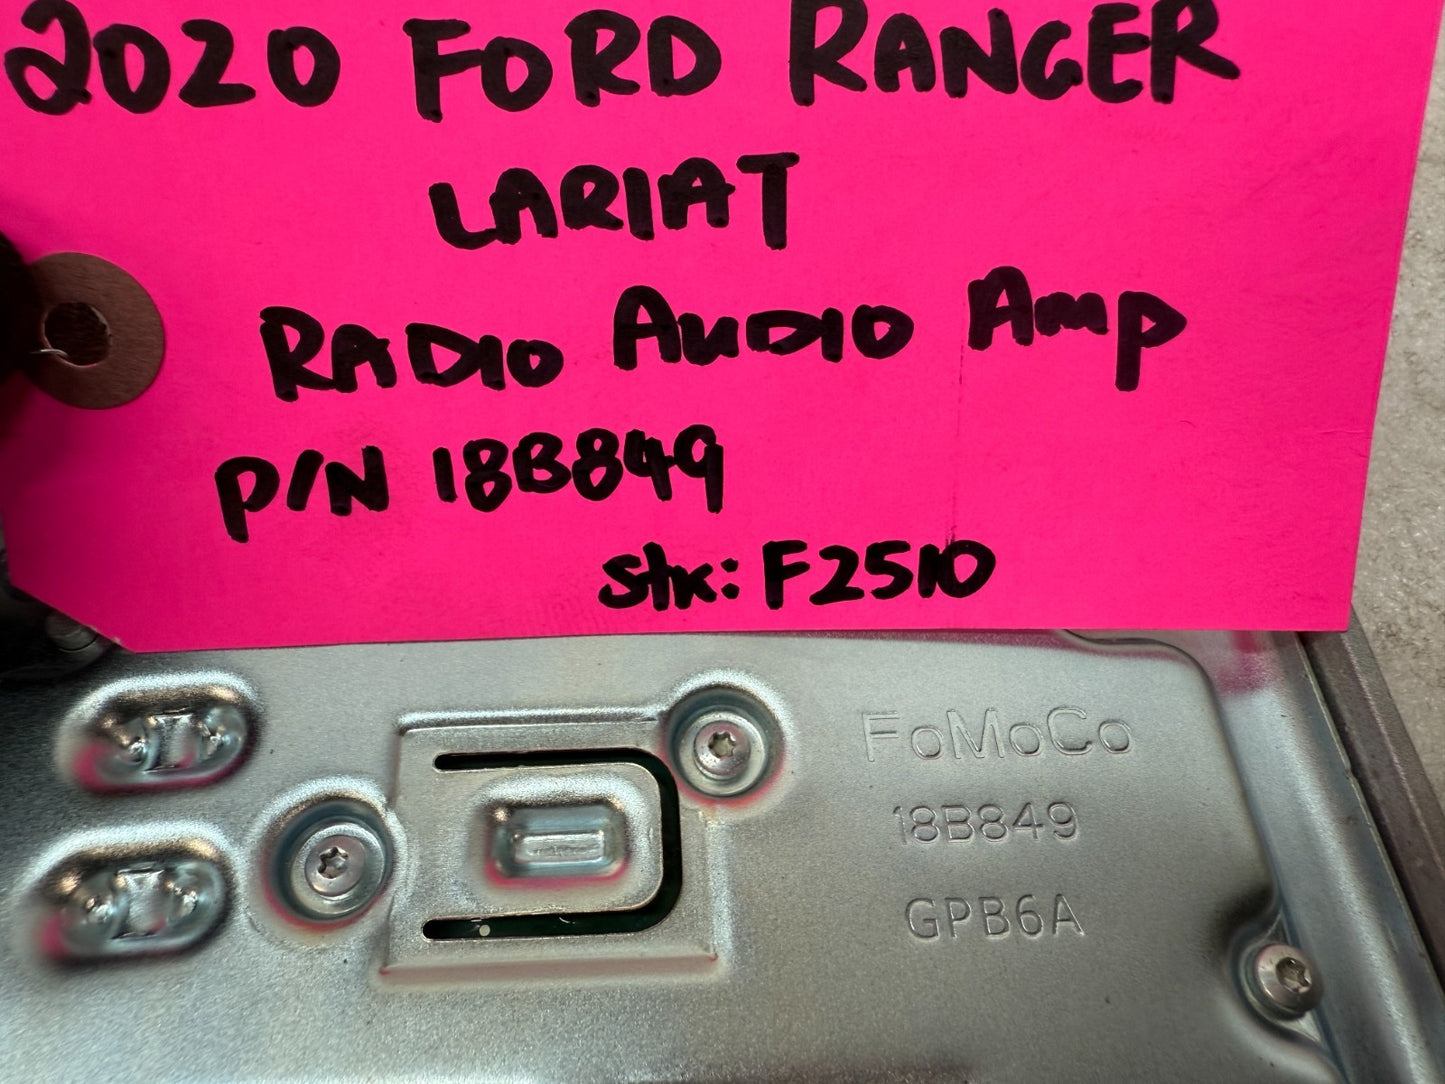 2020 FORD RANGER
LARIAT
RADIO AUDIO Amp
P/N 18B849
Stk: F2510
FoMoCo
18B849
GPB6A